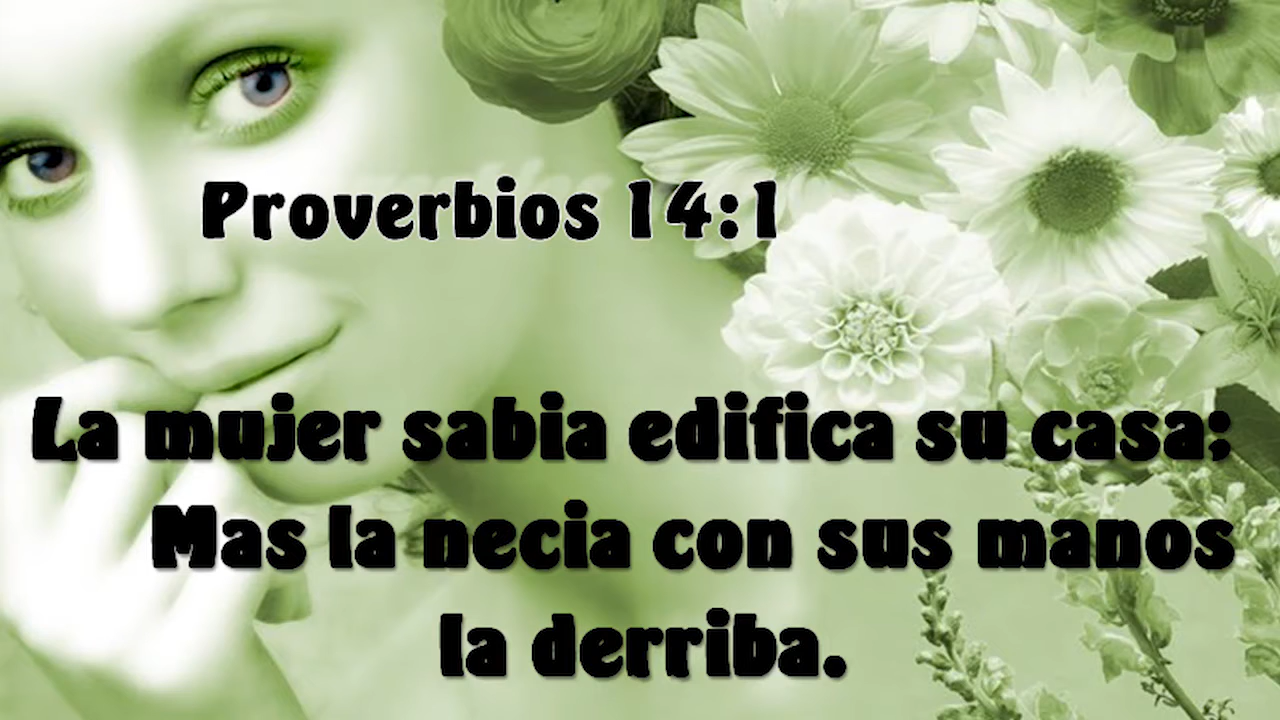 Proverbios 14:1
La mujer sabia edifica su casa;
Mas la necia con sus manos
la derriba.